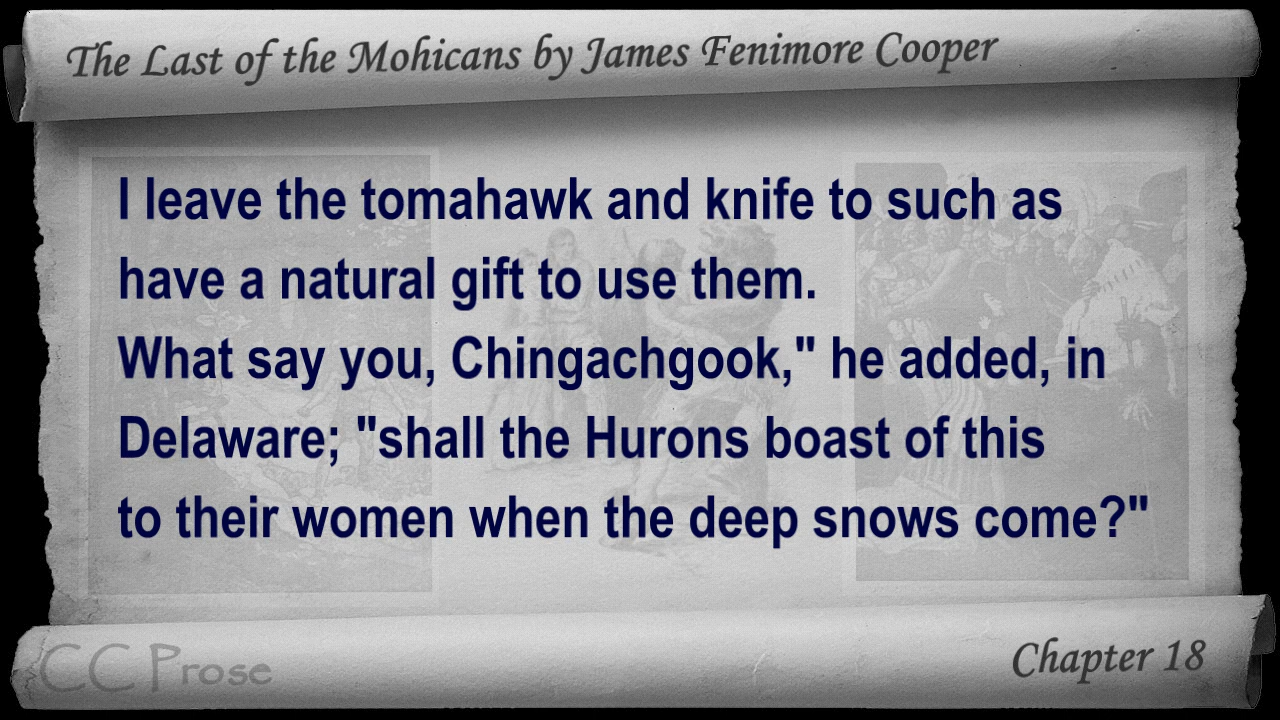 The Last of the Mohicans by James Fenimore Cooper
I leave the tomahawk and knife to such as
have a natural gift to use them.
What say you, Chingachgook," he added, in
Delaware; "shall the Hurons boast of this
to their women when the deep snows come?"
CC Prose
Chapter 18